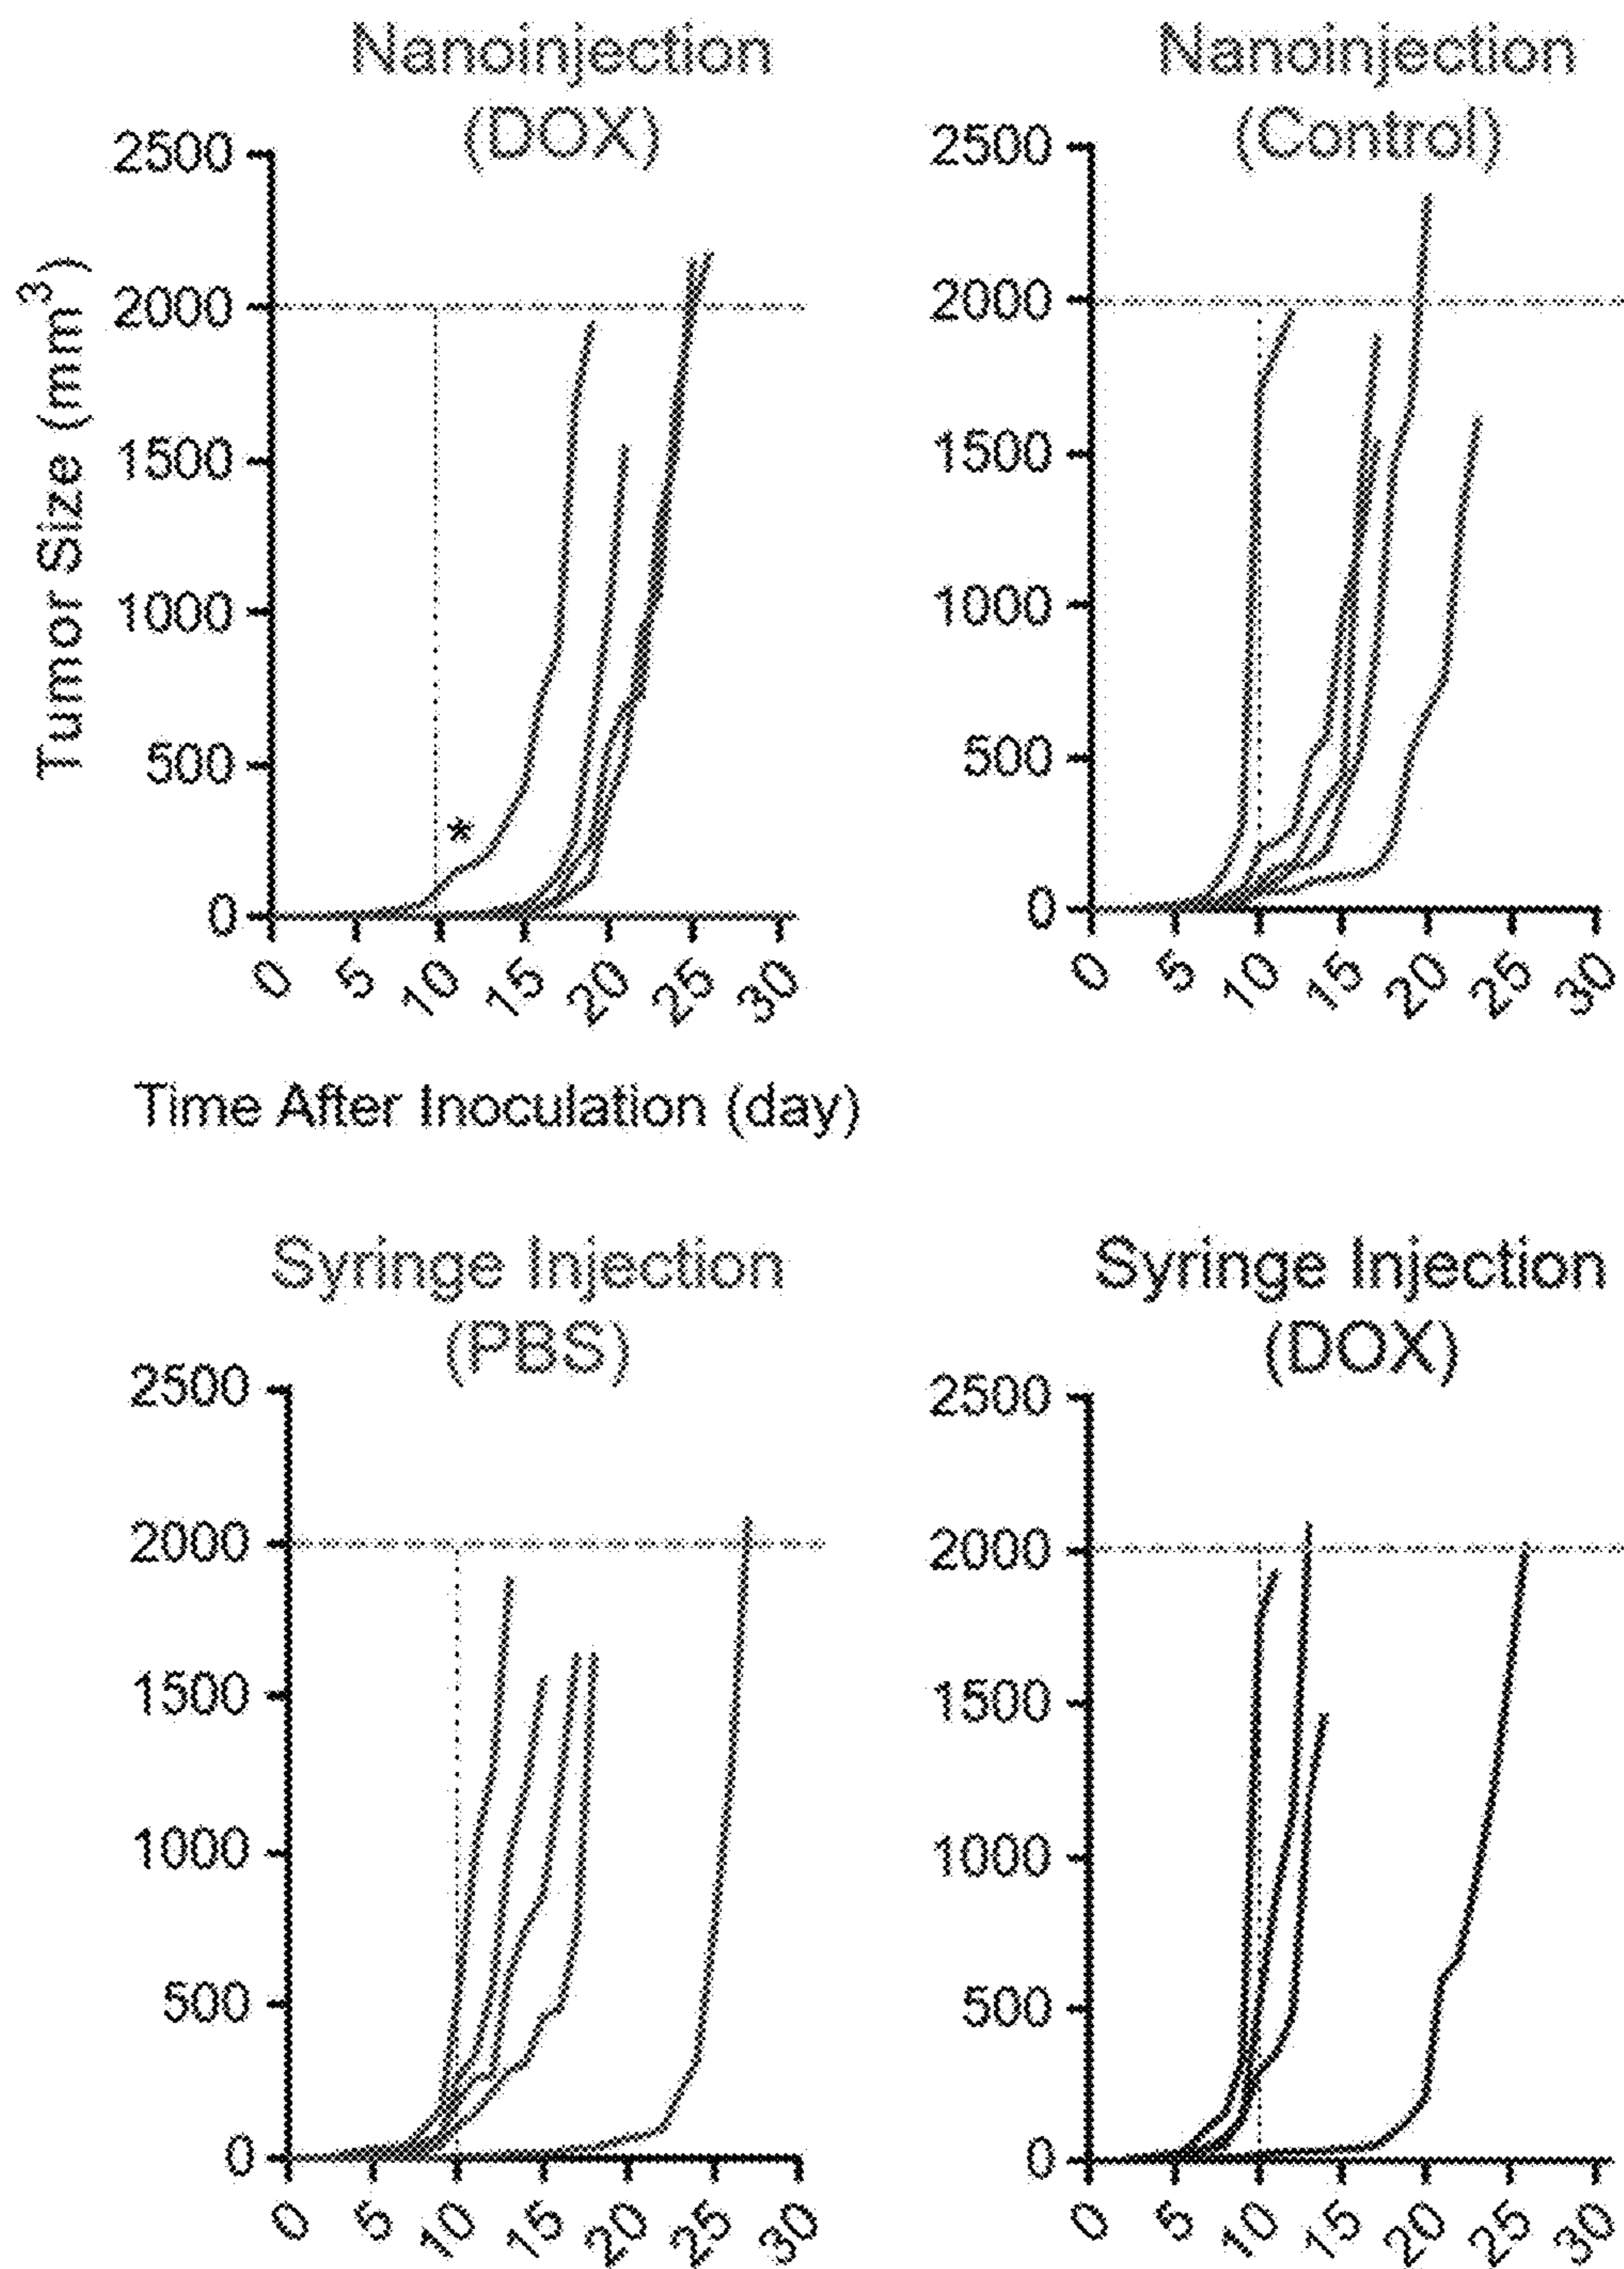 Nanoinjection
(DOX)
Nanoinjection
(Control)
Tumor Size (mm³)
2500
2000
1500
1000
500
0
*
0 5 10 15 20 25 30
2500
2000
1500
1000
500
0
0 5 10 15 20 25 30
Time After Inoculation (day)
Syringe Injection
(PBS)
2500
2000
1500
1000
500
0
0 5 10 15 20 25 30
Syringe Injection
(DOX)
2500
2000
1500
1000
500
0
0 5 10 15 20 25 30